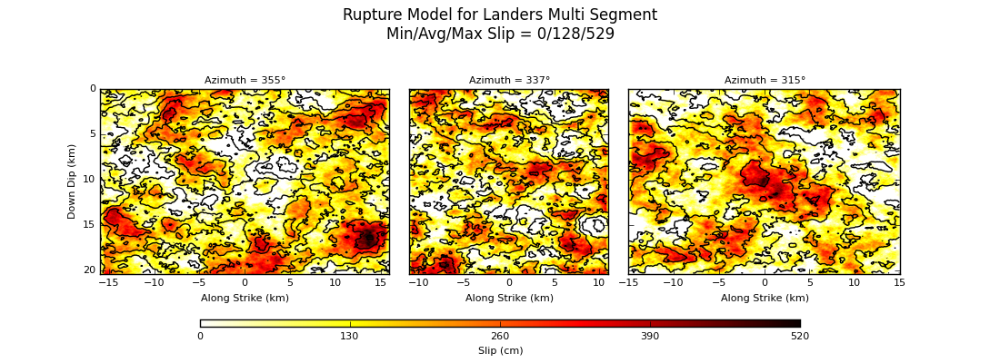 Rupture Model for Landers Multi Segment
Min/Avg/Max Slip = 0/128/529
Azimuth = 355°
Azimuth = 337°
Azimuth = 315°
0
5
10
15
20
Down Dip (km)
−15 −10 −5 0 5 10 15
−10 −5 0 5 10
−15 −10 −5 0 5 10 15
Along Strike (km)
Along Strike (km)
Along Strike (km)
0 130 260 390 520
Slip (cm)